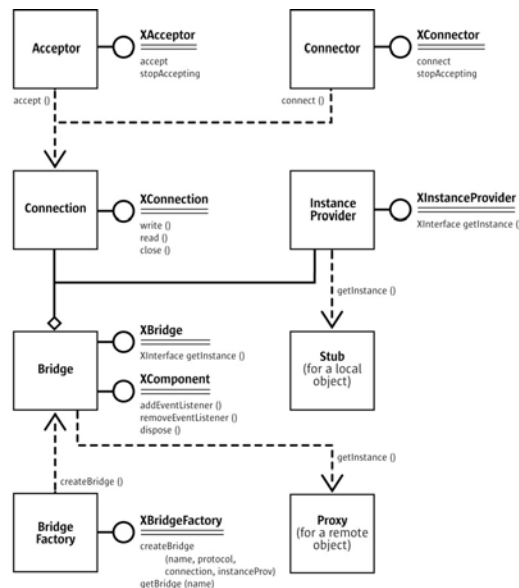 Acceptor
XAcceptor
accept
stopAccepting
Connector
XConnector
connect
stopAccepting
accept ()
connect ()
Connection
XConnection
write ()
read ()
close ()
Instance
Provider
XInstanceProvider
XInterface getInstance (
getInstance ()
Bridge
XBridge
XInterface getInstance ()
XComponent
addEventListener ()
removeEventListener ()
dispose ()
Stub
(for a local
object)
createBridge ()
getInstance ()
Bridge
Factory
XBridgeFactory
createBridge
(name, protocol,
connection, instanceProv)
getBridge (name)
Proxy
(for a remote
object)